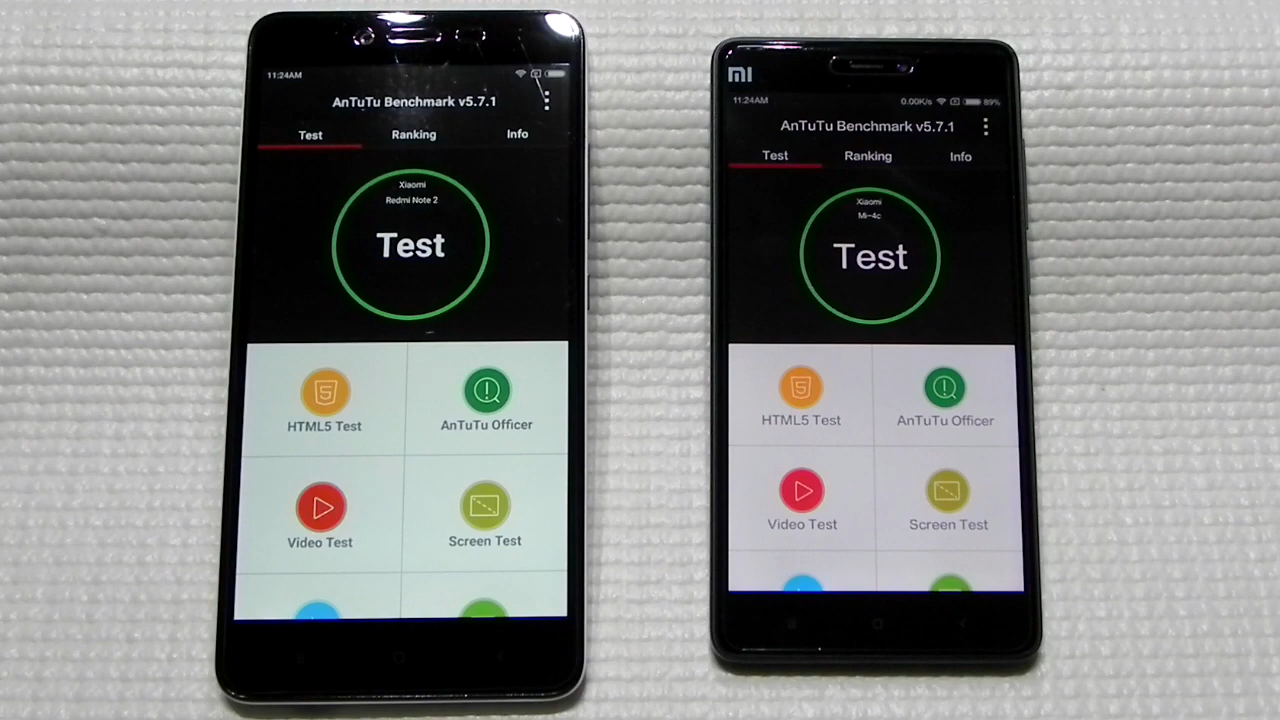 11:24AM
AnTuTu Benchmark v5.7.1
Test Ranking Info
Xiaomi
Redmi Note 2
Test
HTML5 Test AnTuTu Officer
Video Test Screen Test
MI
11:24AM 0.00K/s 89%
AnTuTu Benchmark v5.7.1
Test Ranking Info
Xiaomi
Mi-4c
Test
HTML5 Test AnTuTu Officer
Video Test Screen Test